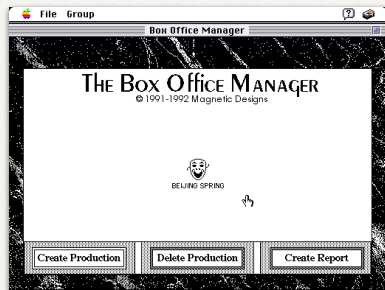 File Group
Box Office Manager
The Box Office Manager
© 1991-1992 Magnetic Designs
BEIJING SPRING
Create Production
Delete Production
Create Report